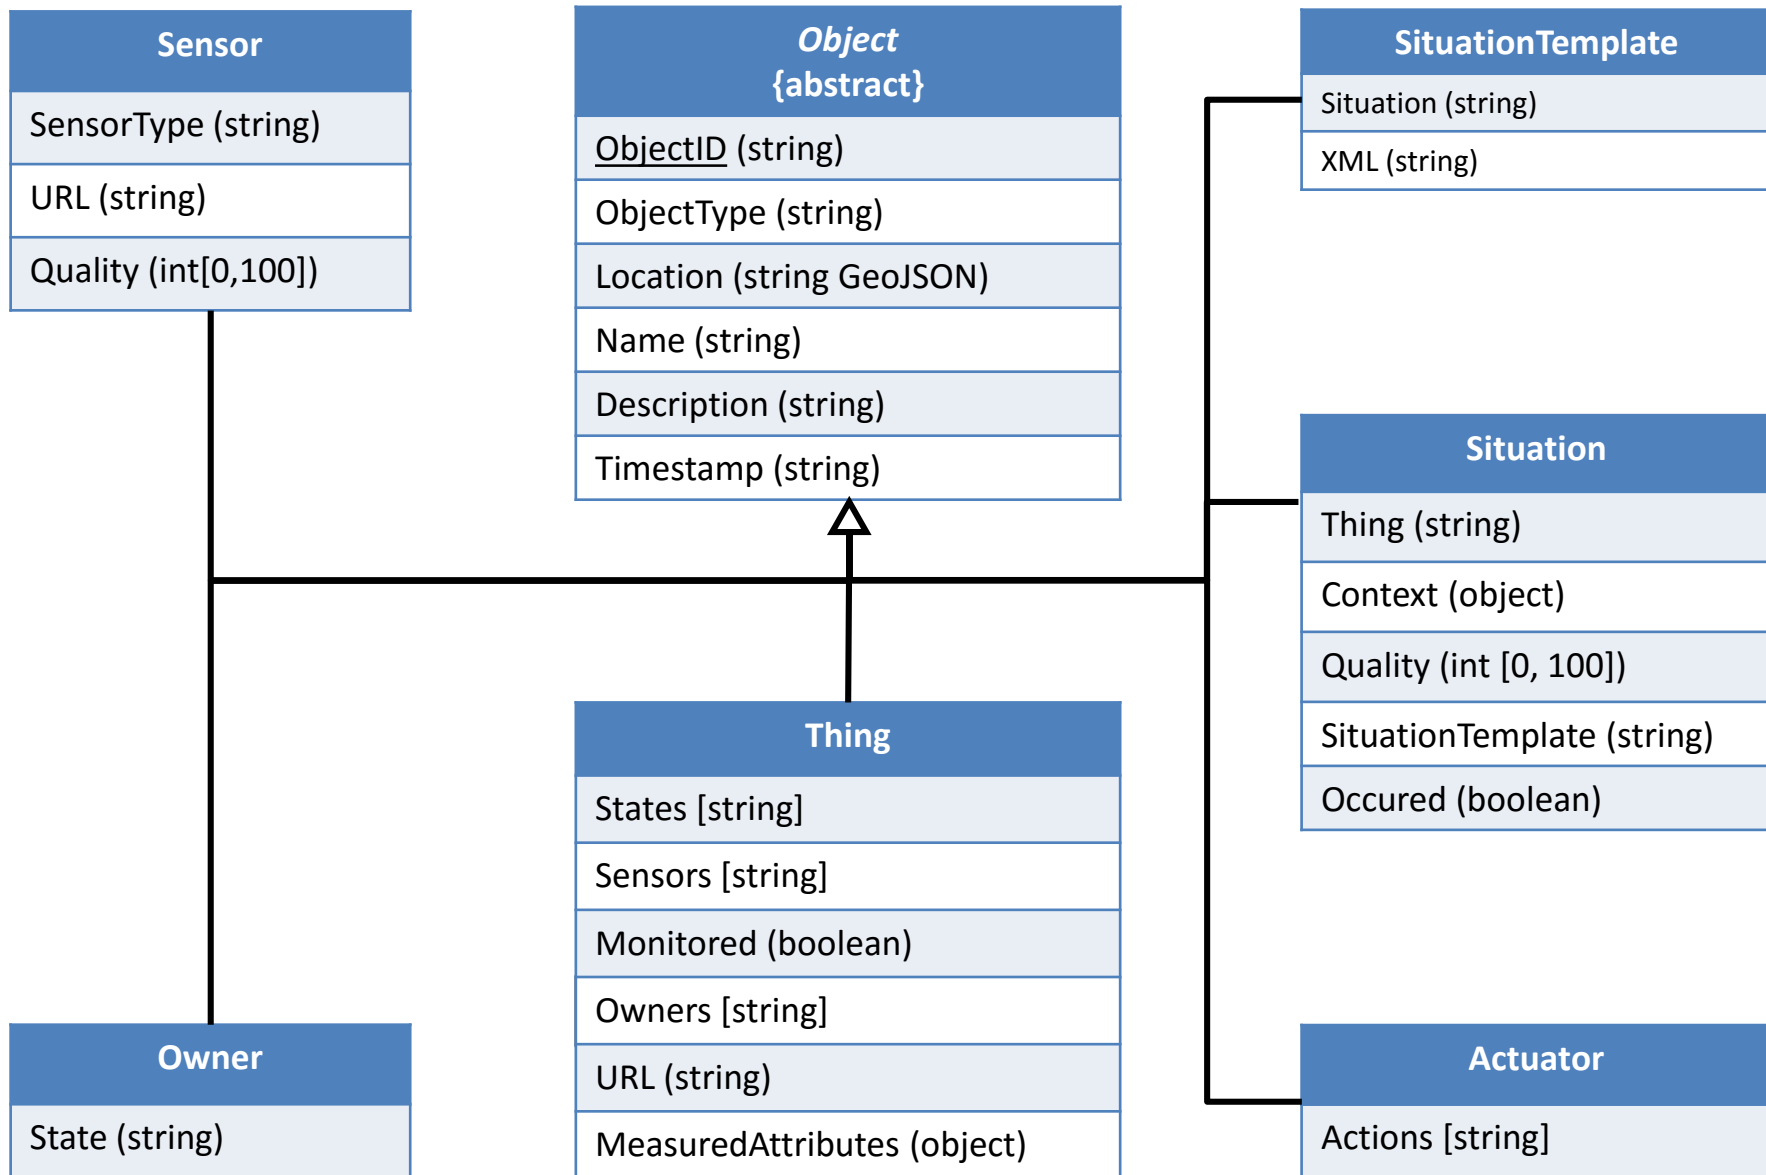 Sensor
SensorType (string)
URL (string)
Quality (int[0,100])
Object
{abstract}
ObjectID (string)
ObjectType (string)
Location (string GeoJSON)
Name (string)
Description (string)
Timestamp (string)
SituationTemplate
Situation (string)
XML (string)
Situation
Thing (string)
Context (object)
Quality (int [0, 100])
SituationTemplate (string)
Occured (boolean)
Thing
States [string]
Sensors [string]
Monitored (boolean)
Owners [string]
URL (string)
MeasuredAttributes (object)
Owner
State (string)
Actuator
Actions [string]